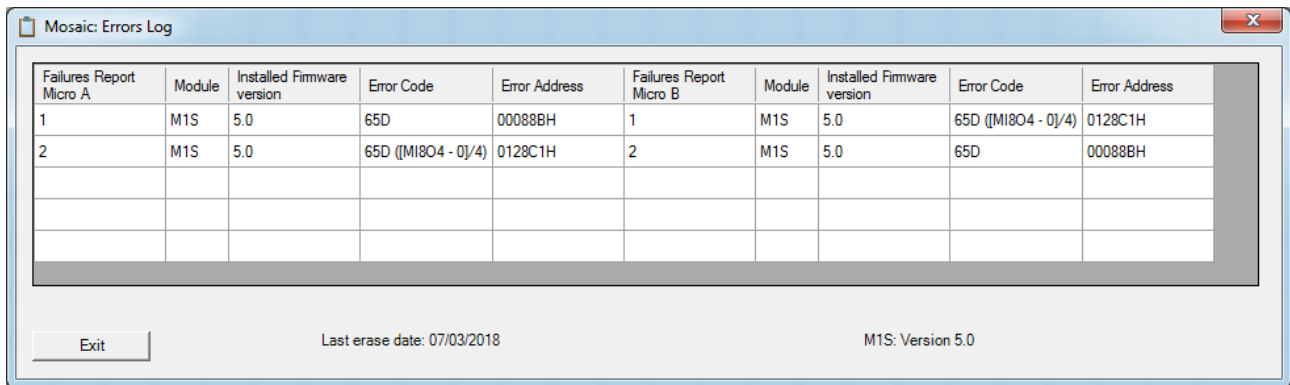 Mosaic: Errors Log
Failures Report Micro A Module Installed Firmware version Error Code Error Address Failures Report Micro B Module Installed Firmware version Error Code Error Address
1 M1S 5.0 65D 00088BH 1 M1S 5.0 65D ([MI8O4 - 0]/4) 0128C1H
2 M1S 5.0 65D ([MI8O4 - 0]/4) 0128C1H 2 M1S 5.0 65D 00088BH
Exit Last erase date: 07/03/2018 M1S: Version 5.0